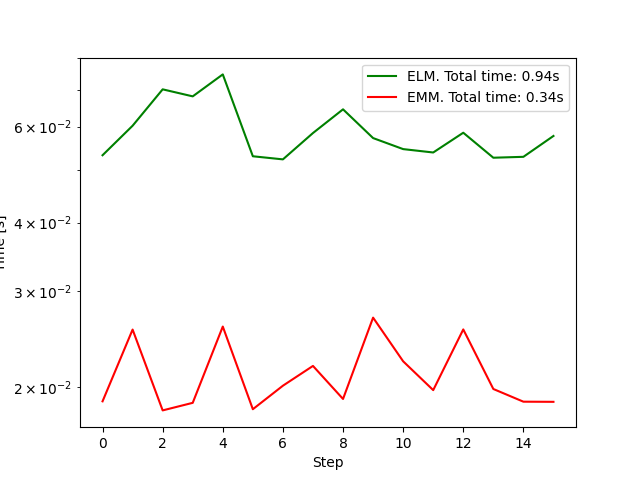 ELM. Total time: 0.94s
EMM. Total time: 0.34s
6 × 10⁻²
4 × 10⁻²
3 × 10⁻²
2 × 10⁻²
Time [s]
0 2 4 6 8 10 12 14
Step